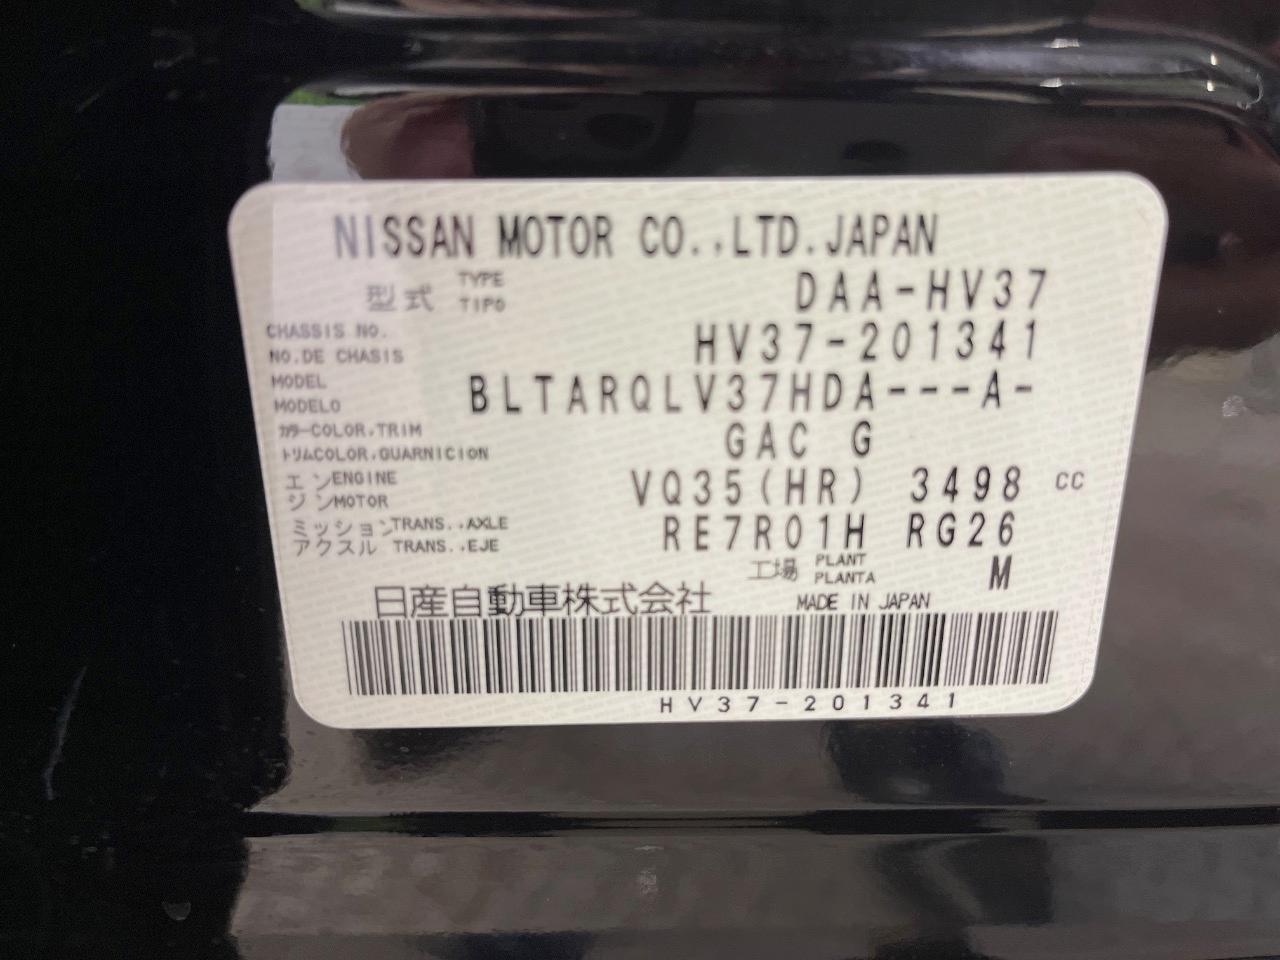 NISSAN MOTOR CO.,LTD.JAPAN
型式 TYPE TIPO DAA-HV37
CHASSIS NO.
NO.DE CHASIS HV37-201341
MODEL
MODELO BLTARQLV37HDA---A-
カラーCOLOR,TRIM
トリムCOLOR,GUARNICION GAC G
エンジン ENGINE
MOTOR VQ35(HR) 3498 CC
ミッション TRANS.,AXLE
アクスル TRANS.,EJE RE7R01H RG26
工場 PLANT PLANTA M
日産自動車株式会社 MADE IN JAPAN
HV37-201341